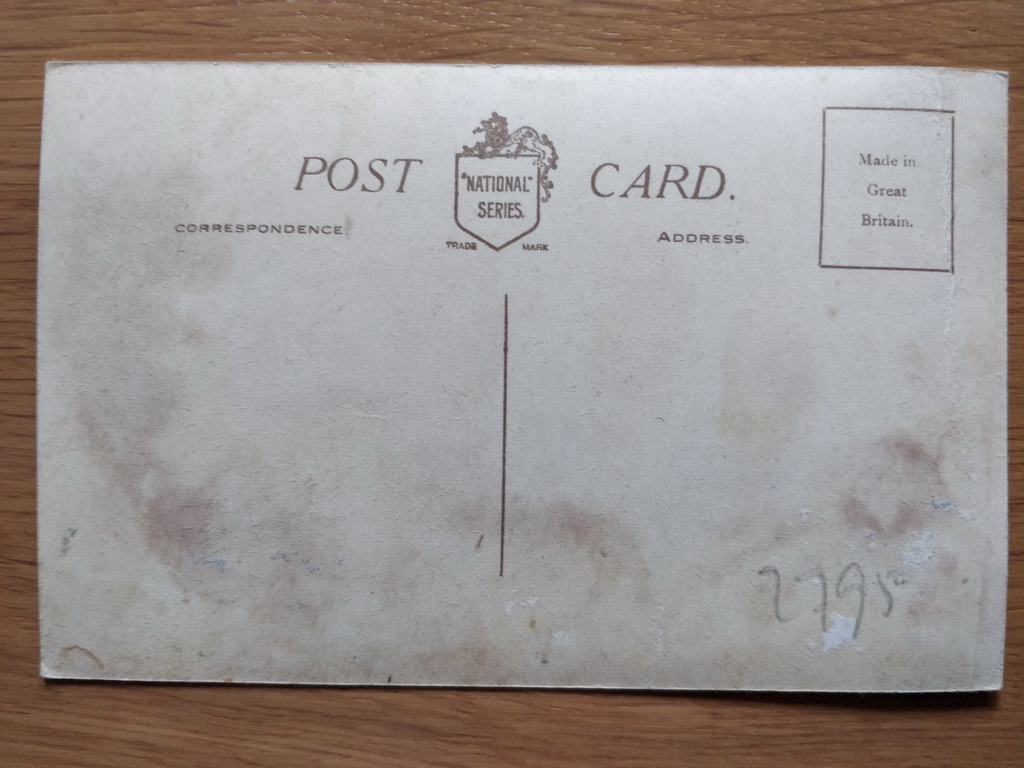 POST CARD.
"NATIONAL"
SERIES.
TRADE MARK
CORRESPONDENCE.
ADDRESS.
Made in
Great
Britain.
2795